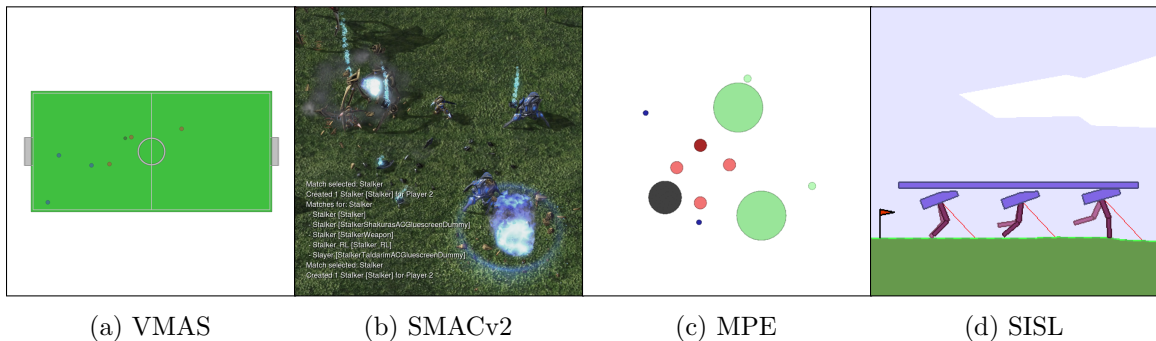 Match selected: Stalker
Created 1 Stalker [Stalker] for Player 2
Matches for: Stalker
- Stalker [Stalker]
- Stalker [StalkerShakurasACGluescreenDummy]
- Stalker [StalkerWeapon]
- Stalker_RL [Stalker_RL]
- Slayer [StalkerTaldarimACGluescreenDummy]
Match selected: Stalker
Created 1 Stalker [Stalker] for Player 2
(a) VMAS
(b) SMACv2
(c) MPE
(d) SISL